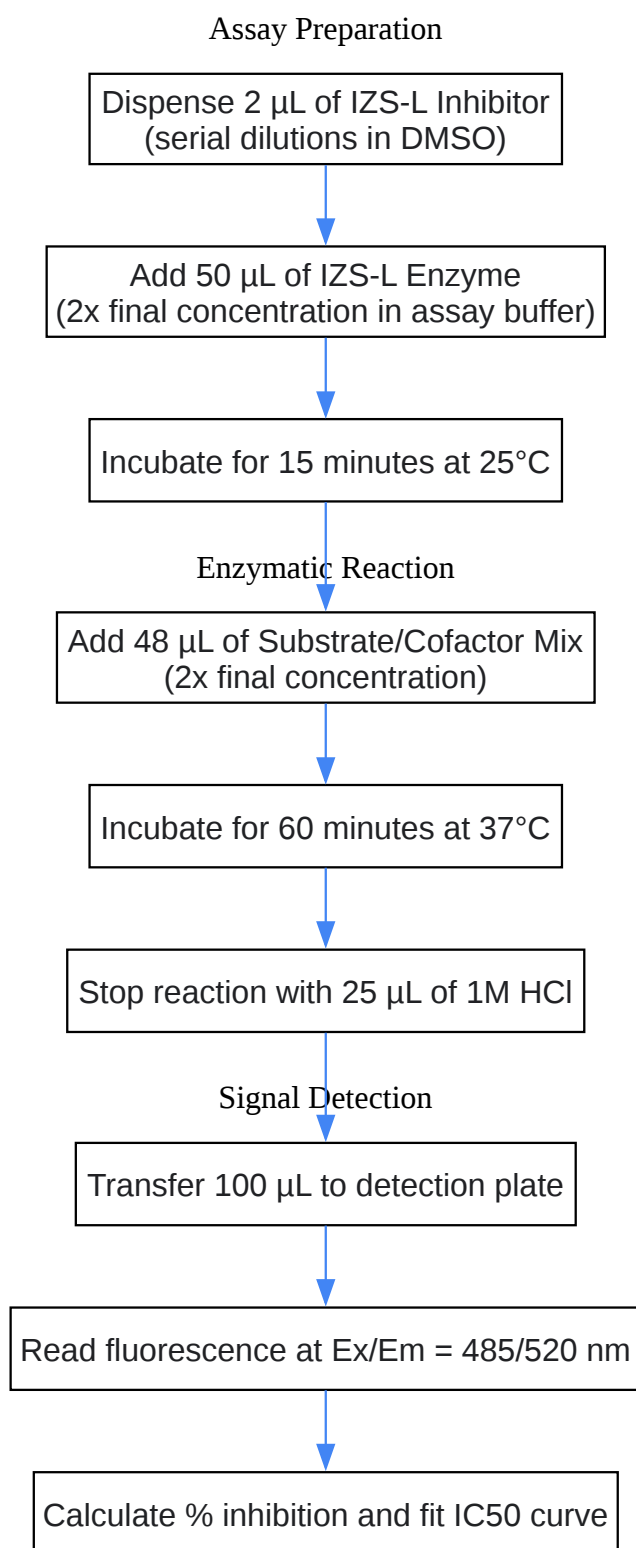 Assay Preparation
Dispense 2 µL of IZS-L Inhibitor
(serial dilutions in DMSO)
Add 50 µL of IZS-L Enzyme
(2x final concentration in assay buffer)
Incubate for 15 minutes at 25°C
Enzymatic Reaction
Add 48 µL of Substrate/Cofactor Mix
(2x final concentration)
Incubate for 60 minutes at 37°C
Stop reaction with 25 µL of 1M HCl
Signal Detection
Transfer 100 µL to detection plate
Read fluorescence at Ex/Em = 485/520 nm
Calculate % inhibition and fit IC50 curve